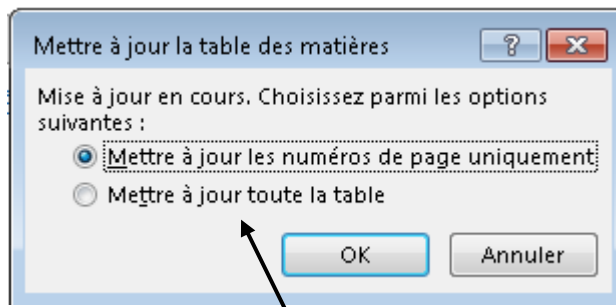 Mettre à jour la table des matières
Mise à jour en cours. Choisissez parmi les options
suivantes :
Mettre à jour les numéros de page uniquement
Mettre à jour toute la table
OK Annuler